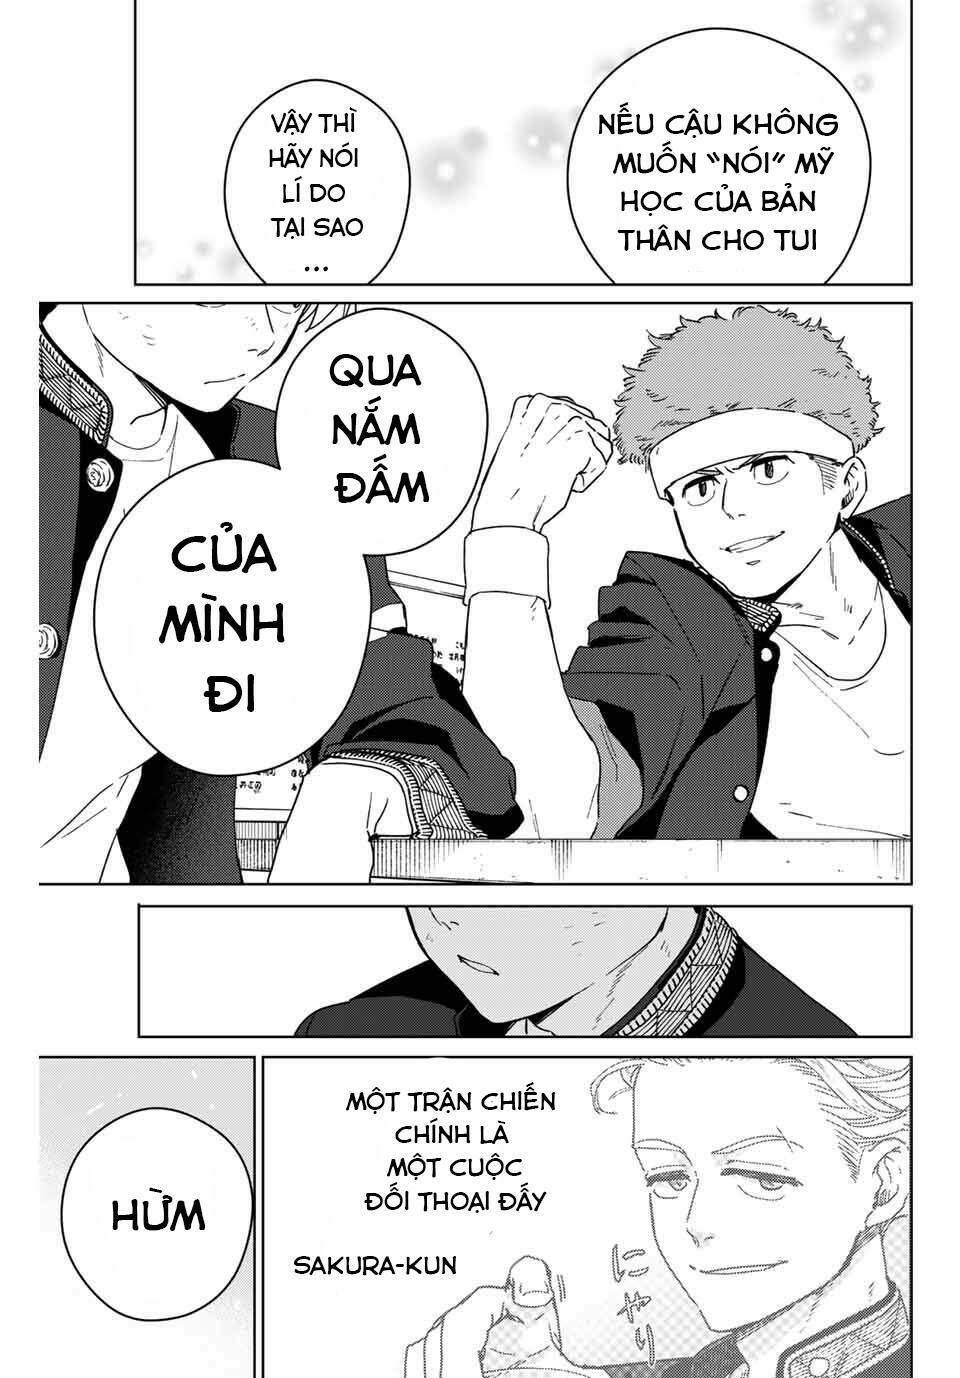 NẾU CẬU KHÔNG
MUỐN “NÓI” MỸ
HỌC CỦA BẢN
THÂN CHO TUI
VẬY THÌ
HÃY NÓI
LÍ DO
TẠI SAO
...
QUA
NẮM
ĐẤM
CỦA
MÌNH
ĐI
MỘT TRẬN CHIẾN
CHÍNH LÀ
MỘT CUỘC
ĐỐI THOẠI ĐẤY
SAKURA-KUN
にやり
HỪM